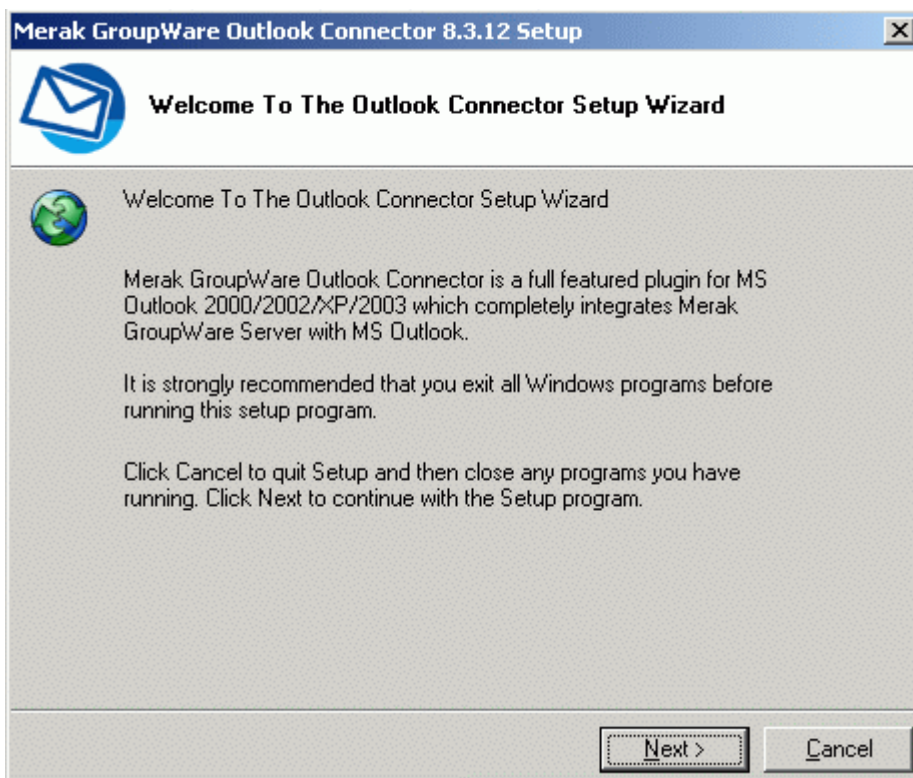 Merak GroupWare Outlook Connector 8.3.12 Setup
Welcome To The Outlook Connector Setup Wizard
Welcome To The Outlook Connector Setup Wizard
Merak GroupWare Outlook Connector is a full featured plugin for MS
Outlook 2000/2002/XP/2003 which completely integrates Merak
GroupWare Server with MS Outlook.
It is strongly recommended that you exit all Windows programs before
running this setup program.
Click Cancel to quit Setup and then close any programs you have
running. Click Next to continue with the Setup program.
Next >
Cancel